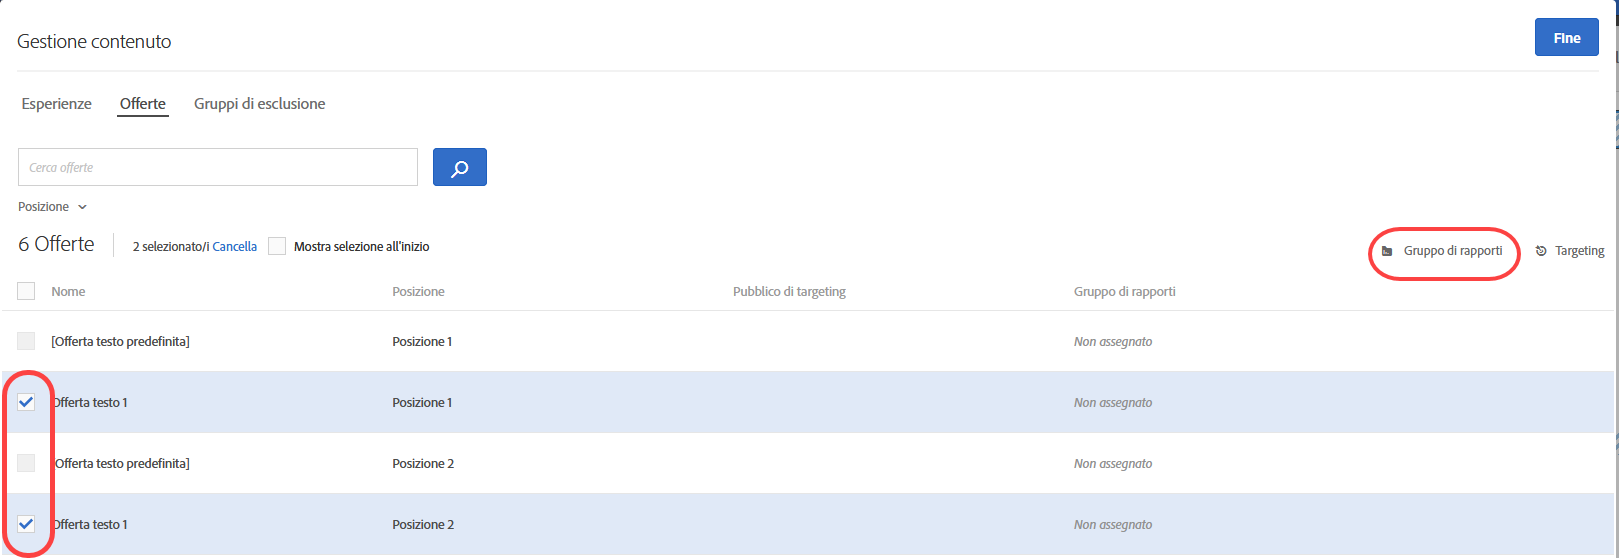 Gestione contenuto
Fine
Esperienze Offerte Gruppi di esclusione
Cerca offerte
Posizione
6 Offerte 2 selezionato/i Cancella Mostra selezione all'inizio Gruppo di rapporti Targeting
Nome Posizione Pubblico di targeting Gruppo di rapporti
[Offerta testo predefinita] Posizione 1 Non assegnato
Offerta testo 1 Posizione 1 Non assegnato
[Offerta testo predefinita] Posizione 2 Non assegnato
Offerta testo 1 Posizione 2 Non assegnato